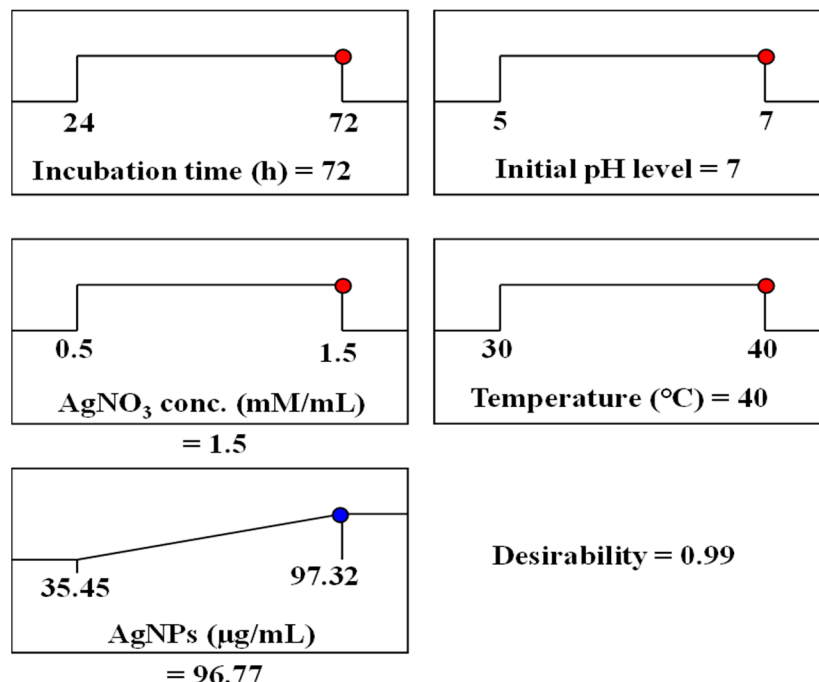 24 72
Incubation time (h) = 72
5 7
Initial pH level = 7
0.5 1.5
AgNO₃ conc. (mM/mL)
= 1.5
30 40
Temperature (°C) = 40
35.45 97.32
AgNPs (µg/mL)
= 96.77
Desirability = 0.99